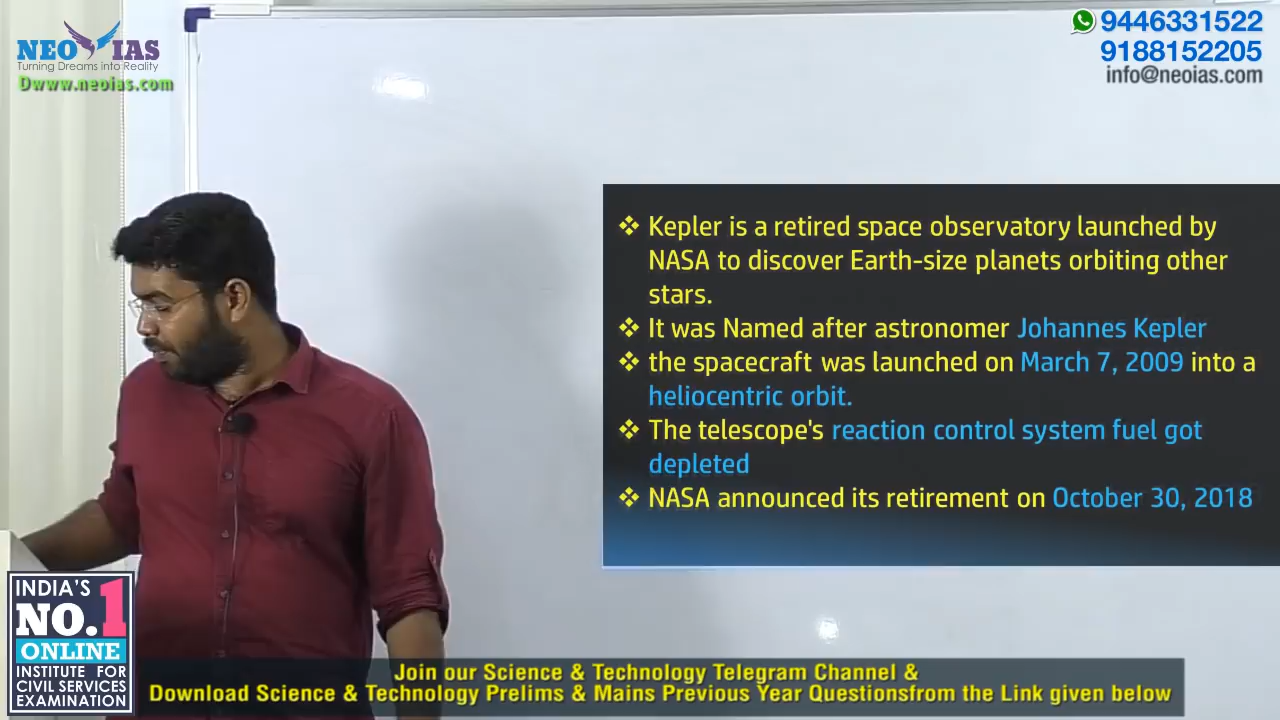 NEO IAS
Turning Dreams into Reality
Dwww.neoias.com
9446331522
9188152205
info@neoias.com
❖ Kepler is a retired space observatory launched by
NASA to discover Earth-size planets orbiting other
stars.
❖ It was Named after astronomer Johannes Kepler
❖ the spacecraft was launched on March 7, 2009 into a
heliocentric orbit.
❖ The telescope's reaction control system fuel got
depleted
❖ NASA announced its retirement on October 30, 2018
INDIA'S
NO.1
ONLINE
INSTITUTE FOR
CIVIL SERVICES
EXAMINATION
Join our Science & Technology Telegram Channel &
Download Science & Technology Prelims & Mains Previous Year Questionsfrom the Link given below